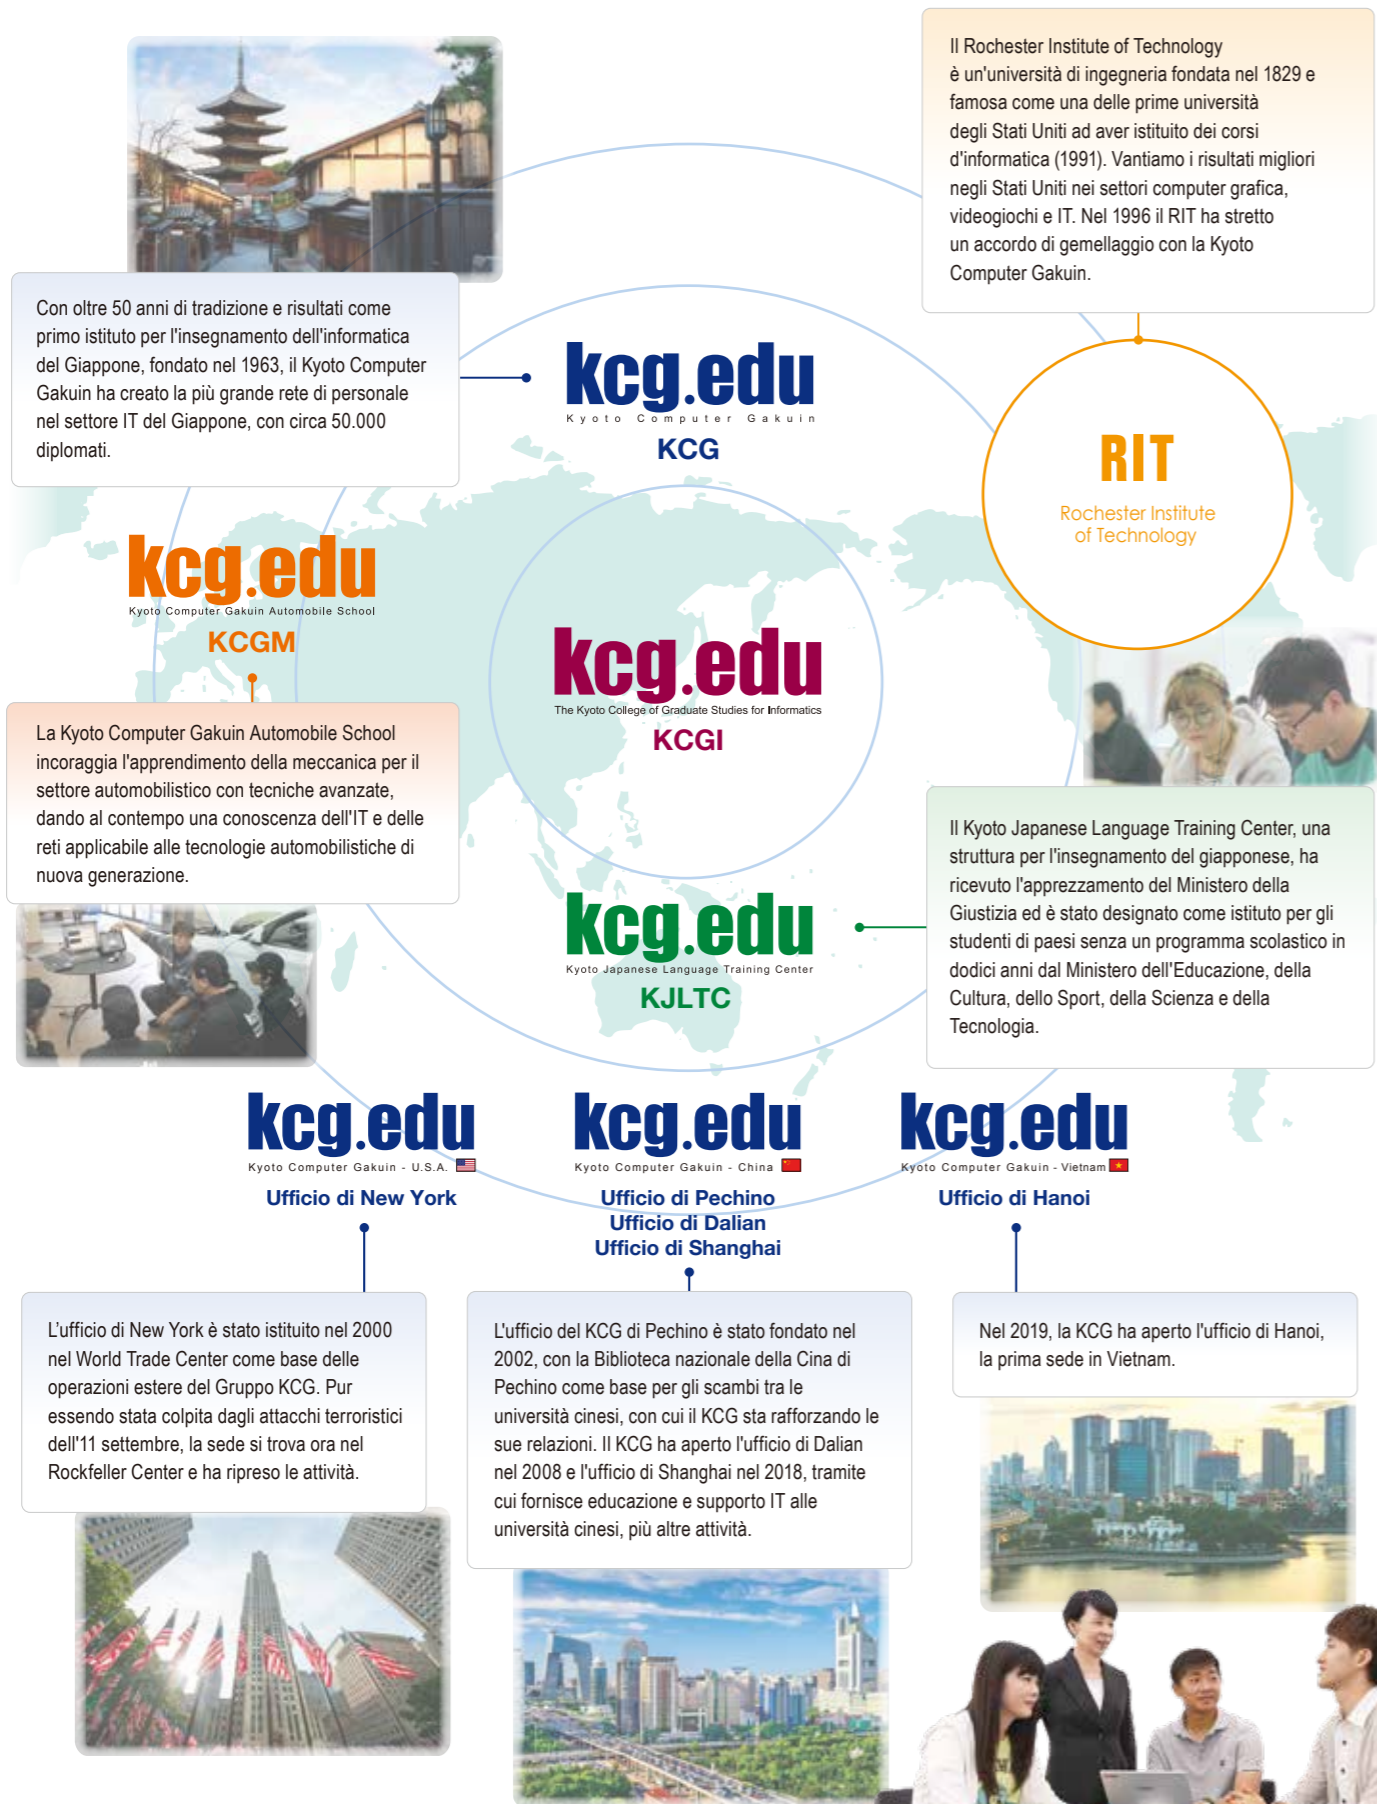 Il Rochester Institute of Technology
è un'università di ingegneria fondata nel 1829 e
famosa come una delle prime università
degli Stati Uniti ad aver istituito dei corsi
d'informatica (1991). Vantiamo i risultati migliori
negli Stati Uniti nei settori computer grafica,
videogiochi e IT. Nel 1996 il RIT ha stretto
un accordo di gemellaggio con la Kyoto
Computer Gakuin.
Con oltre 50 anni di tradizione e risultati come
primo istituto per l'insegnamento dell'informatica
del Giappone, fondato nel 1963, il Kyoto Computer
Gakuin ha creato la più grande rete di personale
nel settore IT del Giappone, con circa 50.000
diplomati.
kcg.edu
Kyoto Computer Gakuin
KCG
RIT
Rochester Institute
of Technology
kcg.edu
Kyoto Computer Gakuin Automobile School
KCGM
kcg.edu
The Kyoto College of Graduate Studies for Informatics
KCGI
La Kyoto Computer Gakuin Automobile School
incoraggia l'apprendimento della meccanica per il
settore automobilistico con tecniche avanzate,
dando al contempo una conoscenza dell'IT e delle
reti applicabile alle tecnologie automobilistiche di
nuova generazione.
Il Kyoto Japanese Language Training Center, una
struttura per l'insegnamento del giapponese, ha
ricevuto l'apprezzamento del Ministero della
Giustizia ed è stato designato come istituto per gli
studenti di paesi senza un programma scolastico in
dodici anni dal Ministero dell'Educazione, della
Cultura, dello Sport, della Scienza e della
Tecnologia.
kcg.edu
Kyoto Japanese Language Training Center
KJLTC
kcg.edu
Kyoto Computer Gakuin - U.S.A.
Ufficio di New York
kcg.edu
Kyoto Computer Gakuin - China
Ufficio di Pechino
Ufficio di Dalian
Ufficio di Shanghai
kcg.edu
Kyoto Computer Gakuin - Vietnam
Ufficio di Hanoi
L'ufficio di New York è stato istituito nel 2000
nel World Trade Center come base delle
operazioni estere del Gruppo KCG. Pur
essendo stata colpita dagli attacchi terroristici
dell'11 settembre, la sede si trova ora nel
Rockfeller Center e ha ripreso le attività.
L'ufficio del KCG di Pechino è stato fondato nel
2002, con la Biblioteca nazionale della Cina di
Pechino come base per gli scambi tra le
università cinesi, con cui il KCG sta rafforzando le
sue relazioni. Il KCG ha aperto l'ufficio di Dalian
nel 2008 e l'ufficio di Shanghai nel 2018, tramite
cui fornisce educazione e supporto IT alle
università cinesi, più altre attività.
Nel 2019, la KCG ha aperto l'ufficio di Hanoi,
la prima sede in Vietnam.